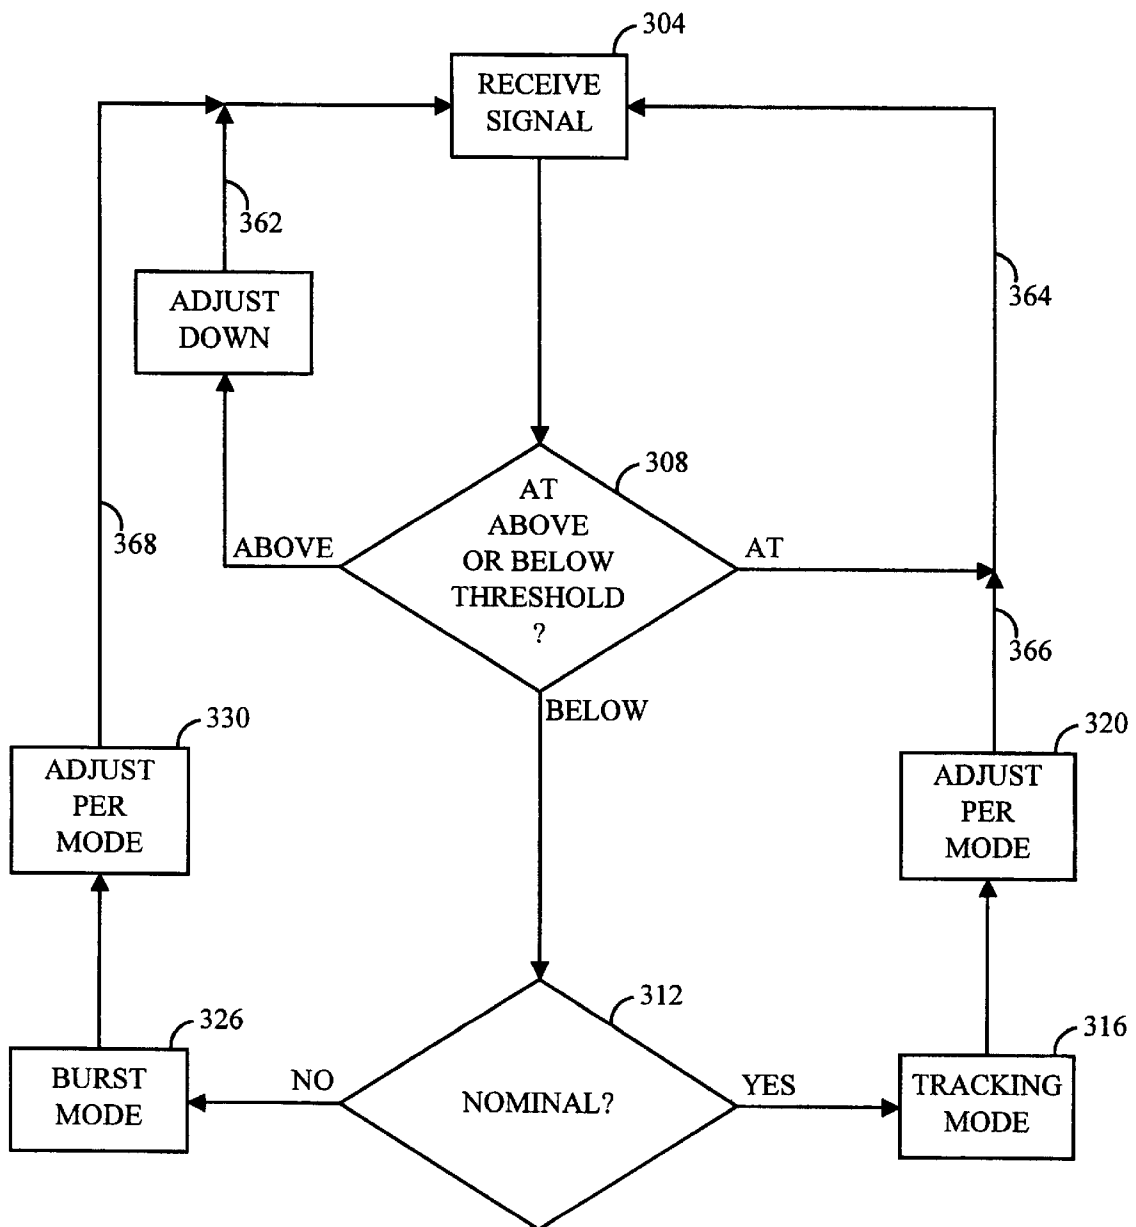 304
RECEIVE
SIGNAL
362
364
ADJUST
DOWN
308
AT
ABOVE
OR BELOW
THRESHOLD
?
368
ABOVE
AT
366
BELOW
330
320
ADJUST
PER
MODE
ADJUST
PER
MODE
312
326
316
BURST
MODE
NO
NOMINAL?
YES
TRACKING
MODE